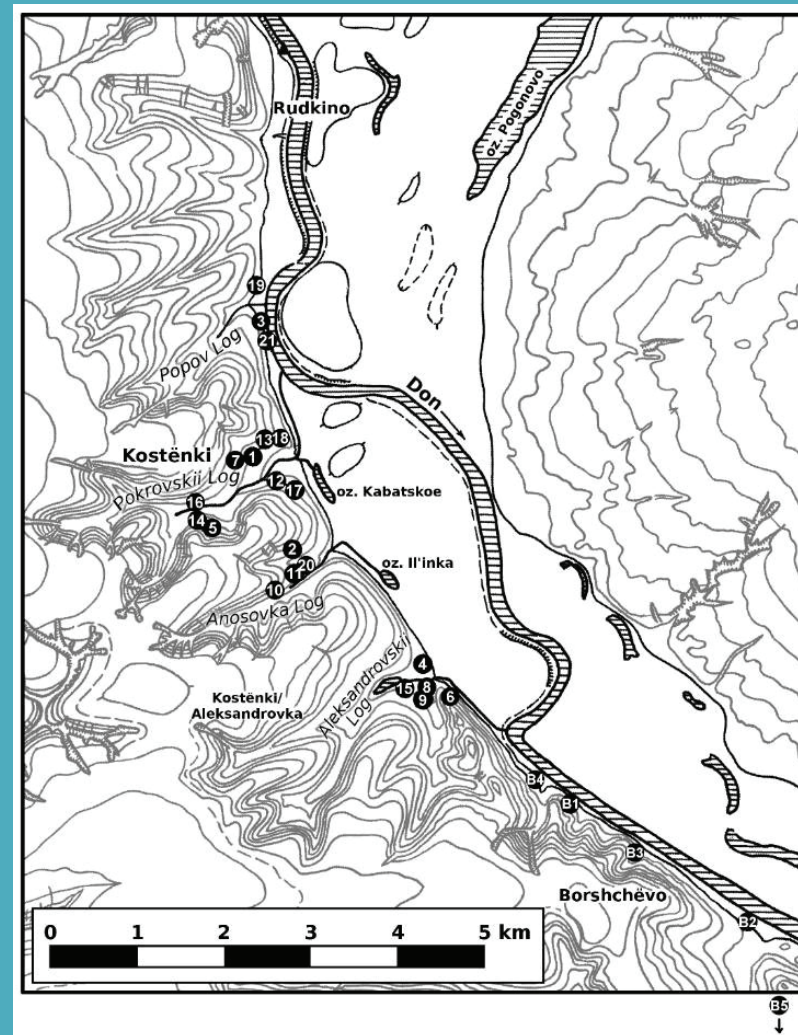 Rudkino
oz. Pogonovo
19
3
21
Popov Log
Don
13
18
7
1
Kostënki
Pokrovskii Log
12
17
oz. Kabatskoe
16
14
5
2
oz. Il'inka
20
11
10
Anosovka Log
4
Aleksandrovskii
Log
15
8
9
6
Kostënki/
Aleksandrovka
B4
B1
B3
Borshchëvo
B2
0 1 2 3 4 5 km
B5